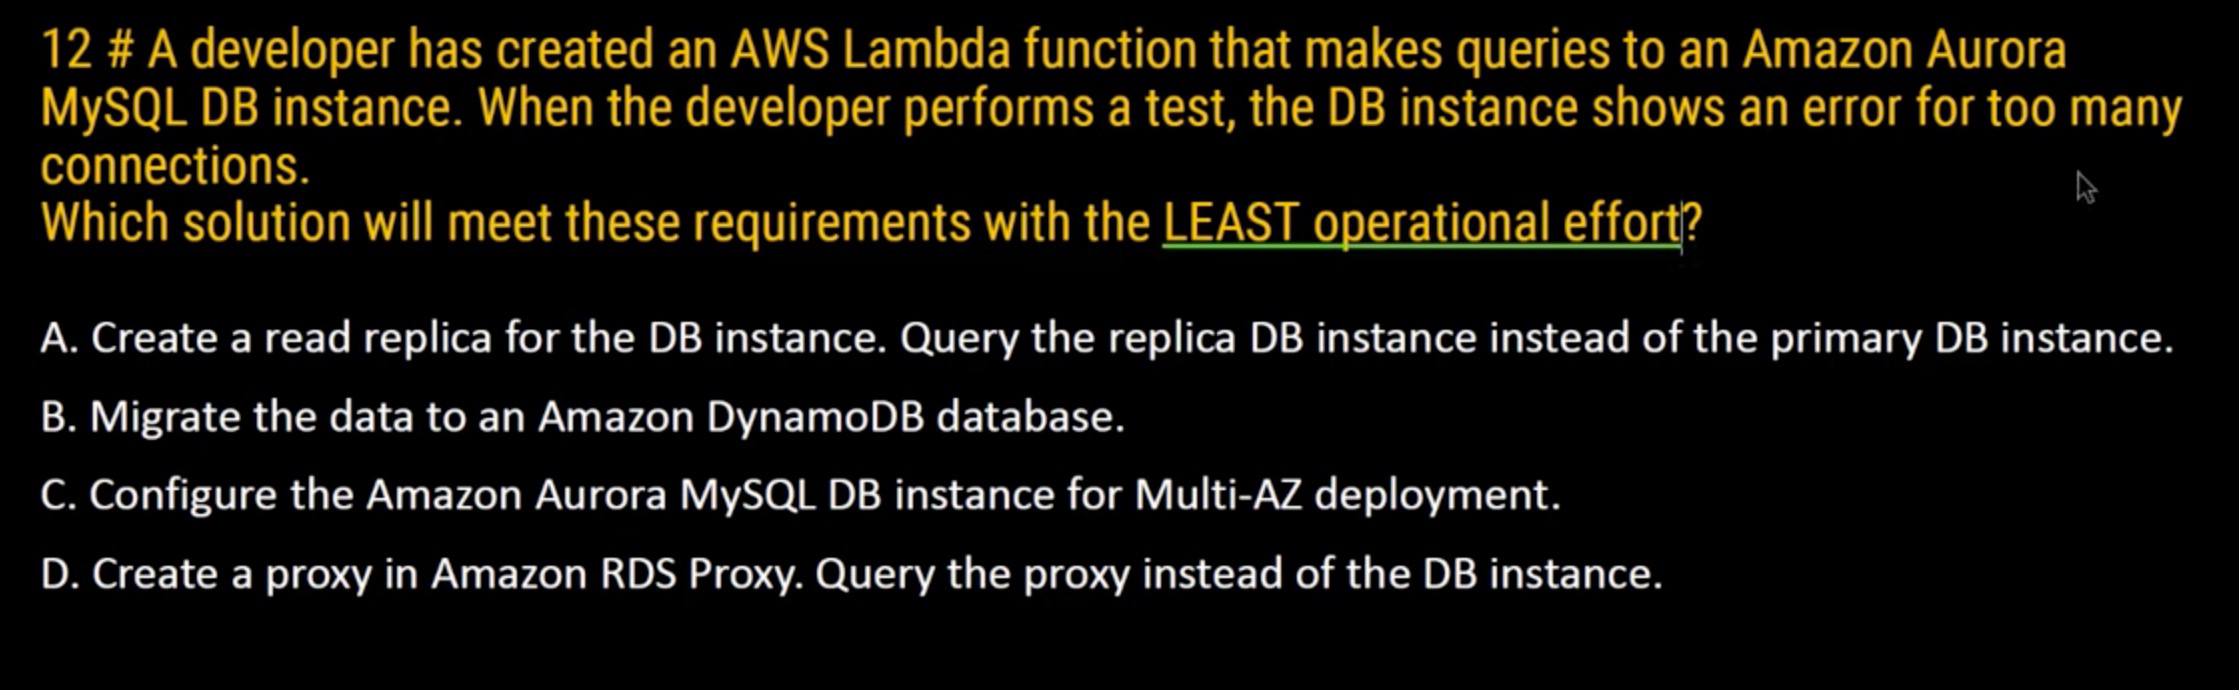 12 # A developer has created an AWS Lambda function that makes queries to an Amazon Aurora
MySQL DB instance. When the developer performs a test, the DB instance shows an error for too many
connections.
Which solution will meet these requirements with the LEAST operational effort?
A. Create a read replica for the DB instance. Query the replica DB instance instead of the primary DB instance.
B. Migrate the data to an Amazon DynamoDB database.
C. Configure the Amazon Aurora MySQL DB instance for Multi-AZ deployment.
D. Create a proxy in Amazon RDS Proxy. Query the proxy instead of the DB instance.